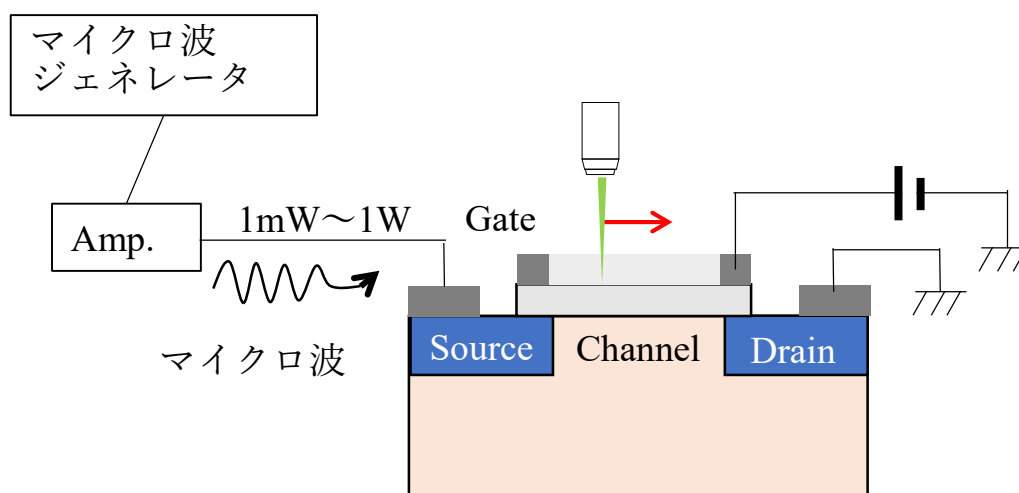 マイクロ波
ジェネレータ
Amp.
1mW～1W
Gate
マイクロ波
Source
Channel
Drain